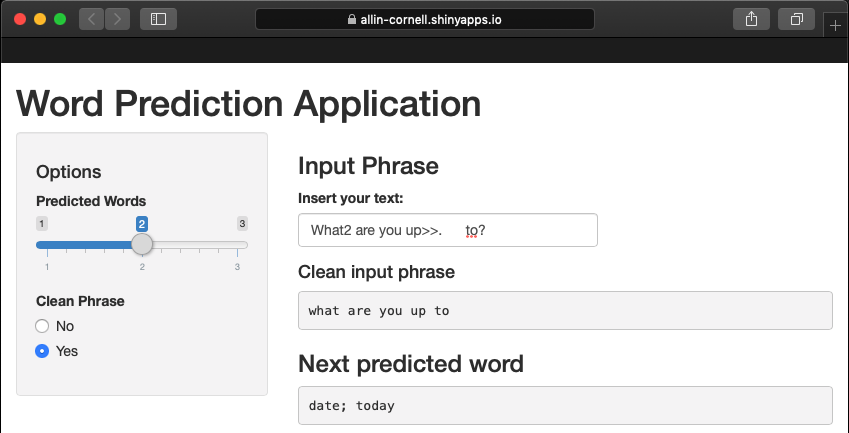 allin-cornell.shinyapps.io
Word Prediction Application
Options
Predicted Words
1 2 3
1 2 3
Clean Phrase
No
Yes
Input Phrase
Insert your text:
What2 are you up>>.      to?
Clean input phrase
what are you up to
Next predicted word
date; today